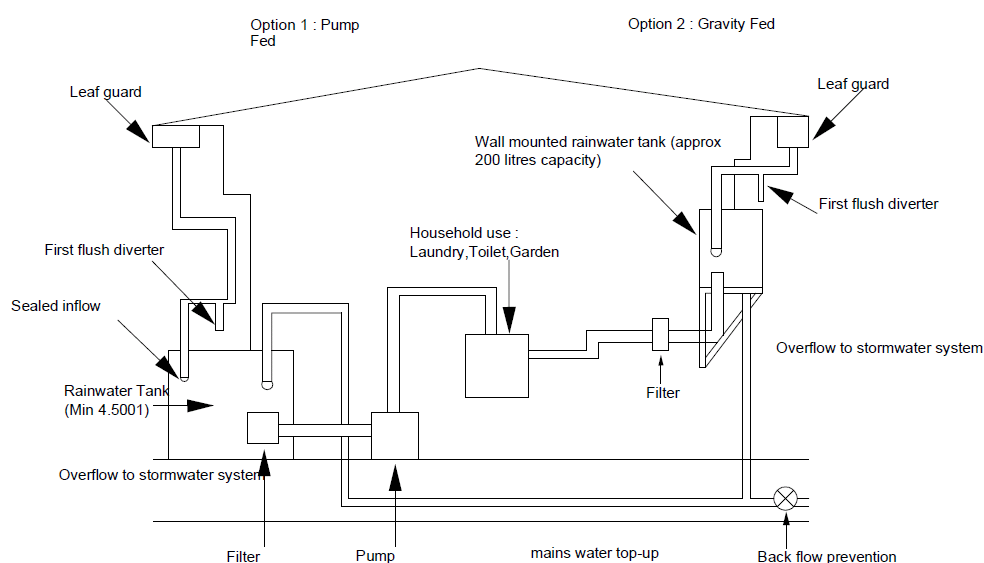 Option 1 : Pump
Fed
Option 2 : Gravity Fed
Leaf guard
Leaf guard
Wall mounted rainwater tank (approx
200 litres capacity)
First flush diverter
Household use :
Laundry,Toilet,Garden
First flush diverter
Sealed inflow
Overflow to stormwater system
Rainwater Tank
(Min 4.5001)
Filter
Overflow to stormwater system
Filter
Pump
mains water top-up
Back flow prevention